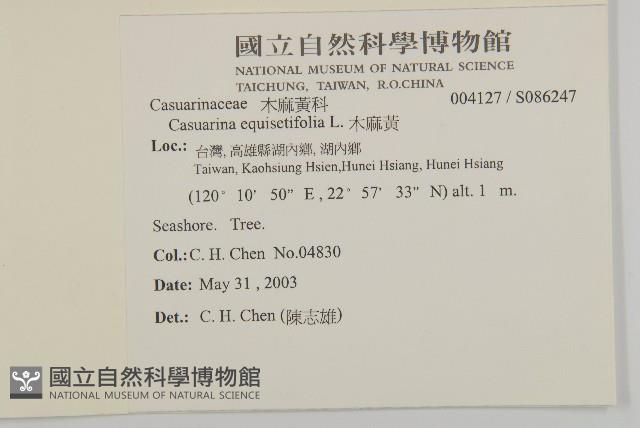 國立自然科學博物館
NATIONAL MUSEUM OF NATURAL SCIENCE
TAICHUNG, TAIWAN, R.O.CHINA
Casuarinaceae 木麻黃科 004127 / S086247
Casuarina equisetifolia L. 木麻黃
Loc.: 台灣, 高雄縣湖內鄉, 湖內鄉
Taiwan, Kaohsiung Hsien,Hunei Hsiang, Hunei Hsiang
(120° 10' 50" E , 22° 57' 33" N) alt. 1 m.
Seashore. Tree.
Col.: C. H. Chen No.04830
Date: May 31 , 2003
Det.: C. H. Chen (陳志雄)
國立自然科學博物館
NATIONAL MUSEUM OF NATURAL SCIENCE